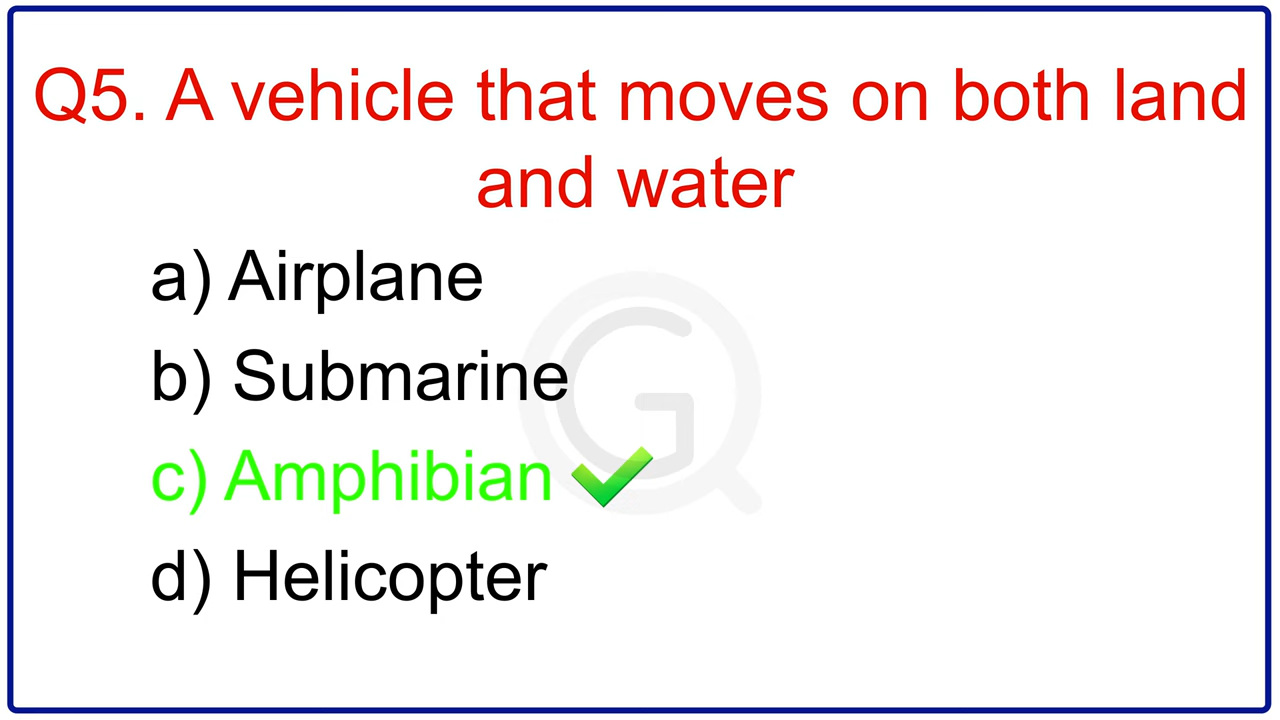 Q5. A vehicle that moves on both land
and water
a) Airplane
b) Submarine
c) Amphibian
d) Helicopter